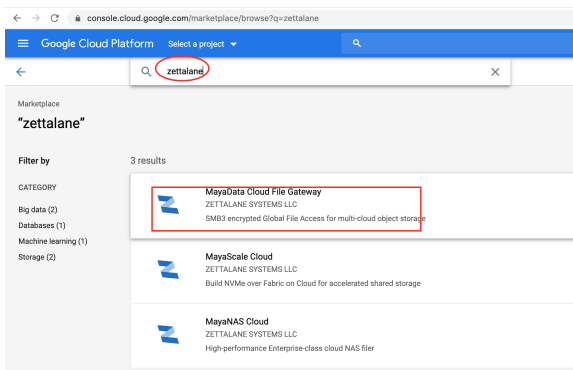 console.cloud.google.com/marketplace/browse?q=zettalane
Google Cloud Platform Select a project
zettalane
Marketplace
“zettalane”
Filter by
3 results
CATEGORY
Big data (2)
Databases (1)
Machine learning (1)
Storage (2)
MayaData Cloud File Gateway
ZETTALANE SYSTEMS LLC
SMB3 encrypted Global File Access for multi-cloud object storage
MayaScale Cloud
ZETTALANE SYSTEMS LLC
Build NVMe over Fabric on Cloud for accelerated shared storage
MayaNAS Cloud
ZETTALANE SYSTEMS LLC
High-performance Enterprise-class cloud NAS filer